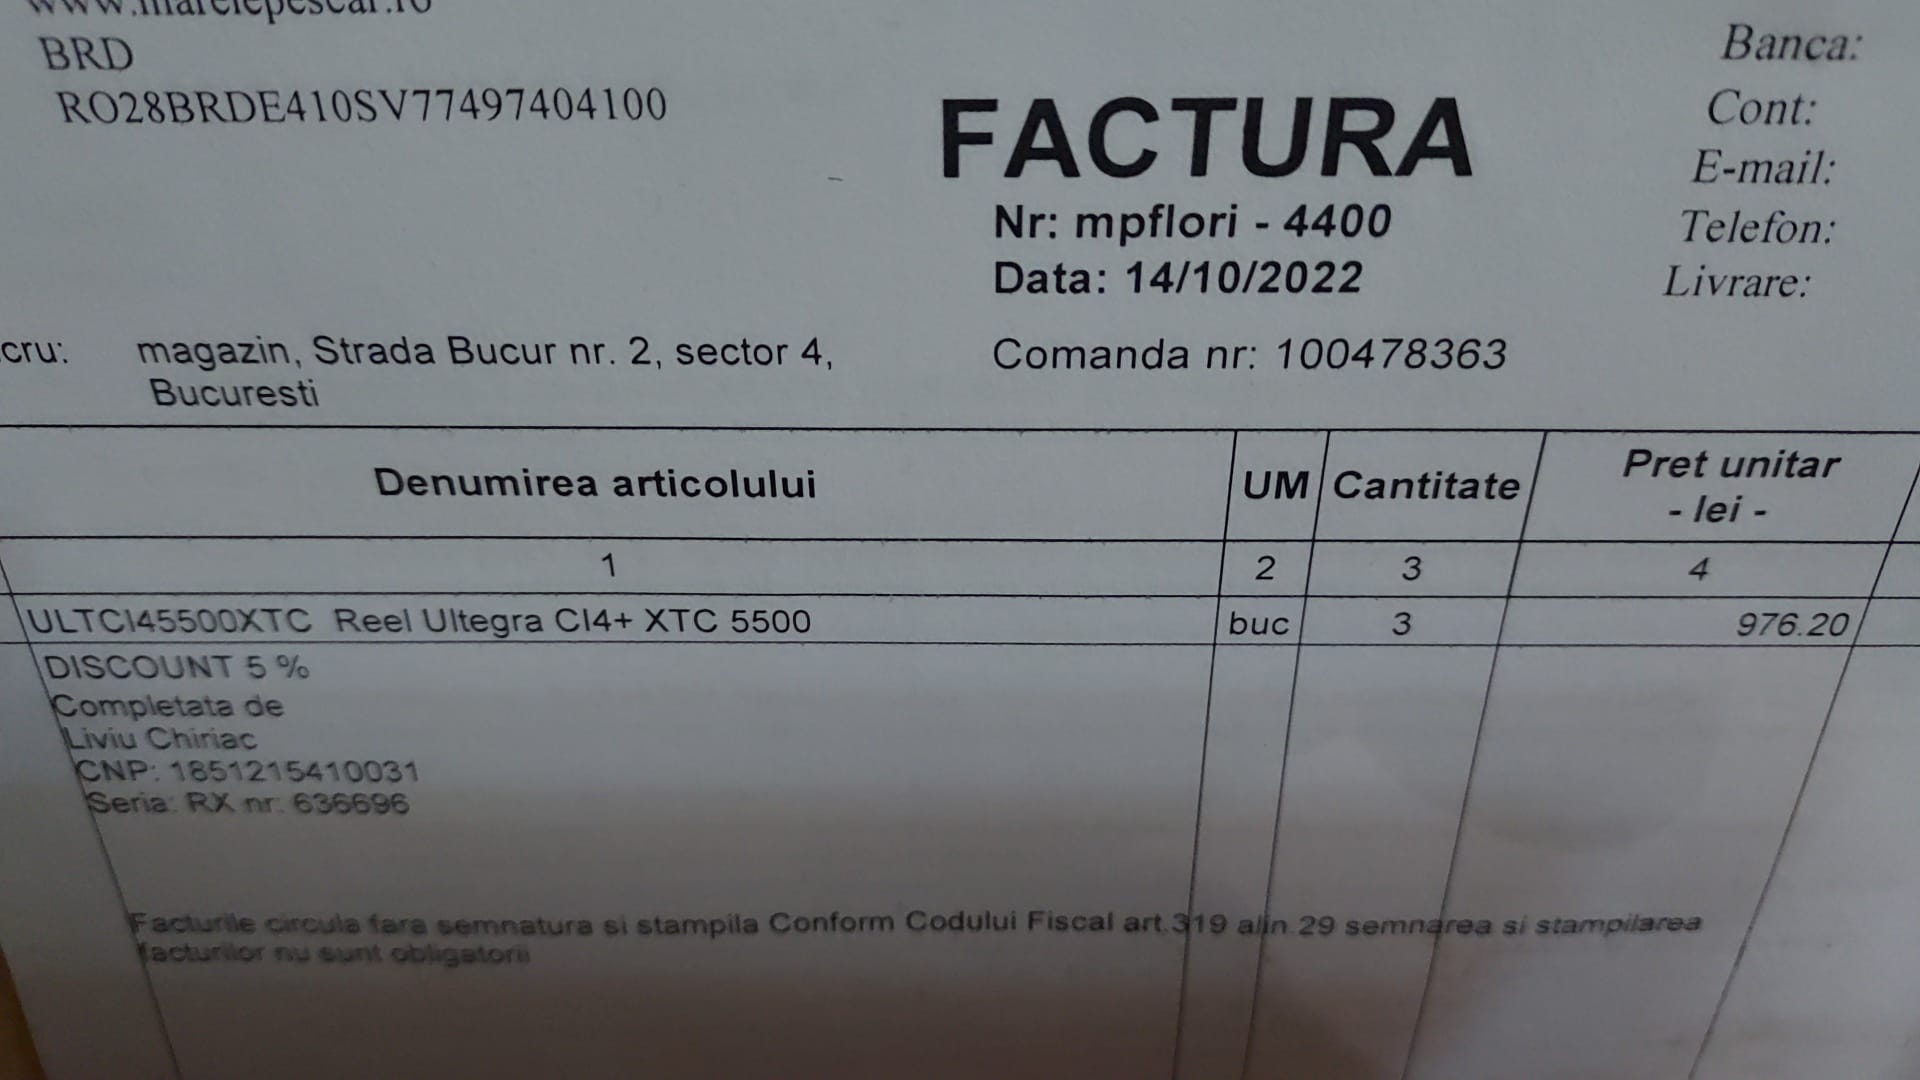 www.marelepescar.ro
BRD
RO28BRDE410SV77497404100
FACTURA
Nr: mpflori - 4400
Data: 14/10/2022
Banca:
Cont:
E-mail:
Telefon:
Livrare:
cru: magazin, Strada Bucur nr. 2, sector 4,
Bucuresti
Comanda nr: 100478363
Denumirea articolului UM Cantitate Pret unitar
- lei -
1 2 3 4
ULTCI45500XTC Reel Ultegra CI4+ XTC 5500 buc 3 976.20
DISCOUNT 5 %
Completata de
Liviu Chiriac
CNP: 1851215410031
Seria: RX nr: 636696
Facturile circula fara semnatura si stampila Conform Codului Fiscal art.319 alin.29 semnarea si stampilarea
facturilor nu sunt obligatorii